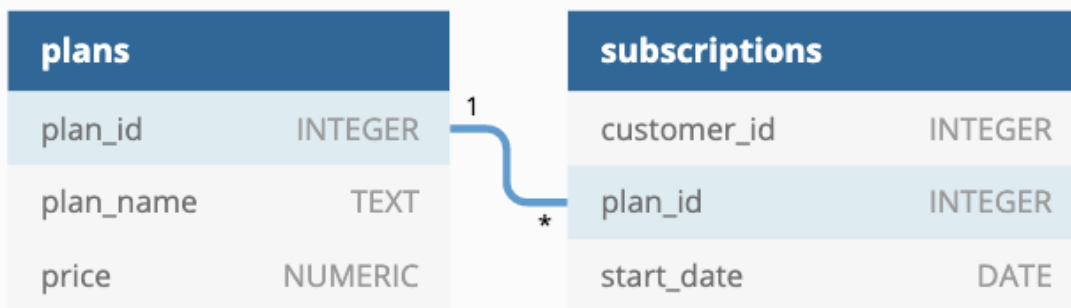 plans
plan_id INTEGER
plan_name TEXT
price NUMERIC
1
*
subscriptions
customer_id INTEGER
plan_id INTEGER
start_date DATE